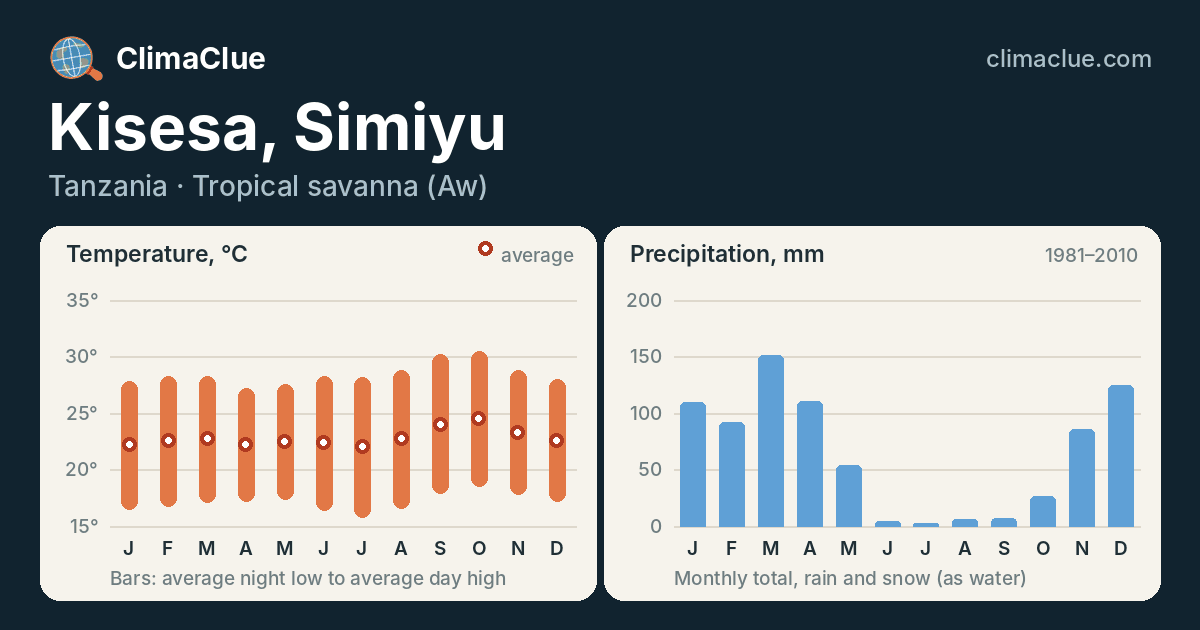 ClimaClue
climaclue.com
Kisesa, Simiyu
Tanzania · Tropical savanna (Aw)
Temperature, °C
average
35°
30°
25°
20°
15°
J F M A M J J A S O N D
Bars: average night low to average day high
Precipitation, mm
1981–2010
200
150
100
50
0
J F M A M J J A S O N D
Monthly total, rain and snow (as water)